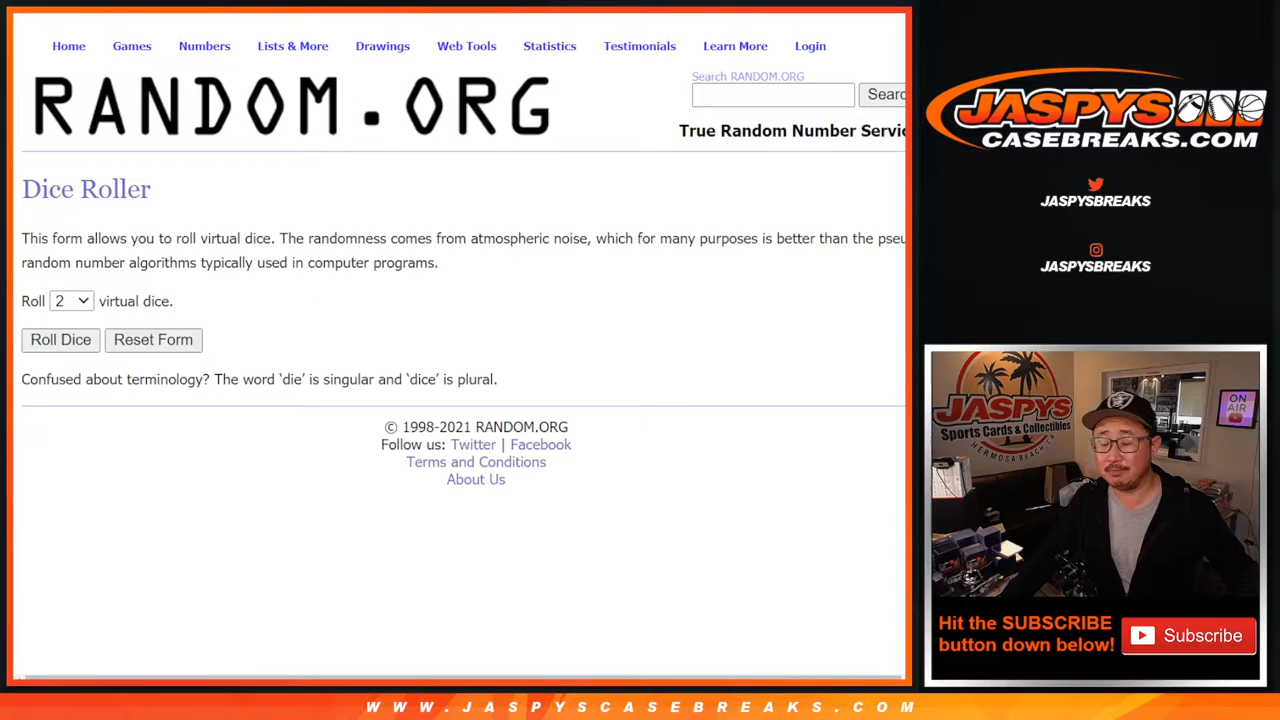 Home Games Numbers Lists & More Drawings Web Tools Statistics Testimonials Learn More Login
RANDOM.ORG
Search RANDOM.ORG
Searc
True Random Number Servic
Dice Roller
This form allows you to roll virtual dice. The randomness comes from atmospheric noise, which for many purposes is better than the pseu
random number algorithms typically used in computer programs.
Roll 2 virtual dice.
Roll Dice Reset Form
Confused about terminology? The word ‘die’ is singular and ‘dice’ is plural.
© 1998-2021 RANDOM.ORG
Follow us: Twitter | Facebook
Terms and Conditions
About Us
JASPYS
CASEBREAKS.COM
JASPYSBREAKS
JASPYSBREAKS
JASPYS
Sports Cards & Collectibles
HERMOSA BEACH, CA
ON
AIR
Hit the SUBSCRIBE
button down below!
Subscribe
WWW.JASPYSCASEBREAKS.COM